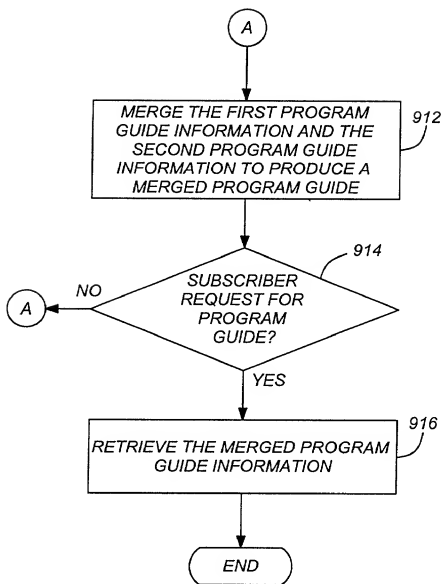 A
MERGE THE FIRST PROGRAM
GUIDE INFORMATION AND THE
SECOND PROGRAM GUIDE
INFORMATION TO PRODUCE A
MERGED PROGRAM GUIDE
912
914
SUBSCRIBER
REQUEST FOR
PROGRAM
GUIDE?
NO
A
YES
916
RETRIEVE THE MERGED PROGRAM
GUIDE INFORMATION
END